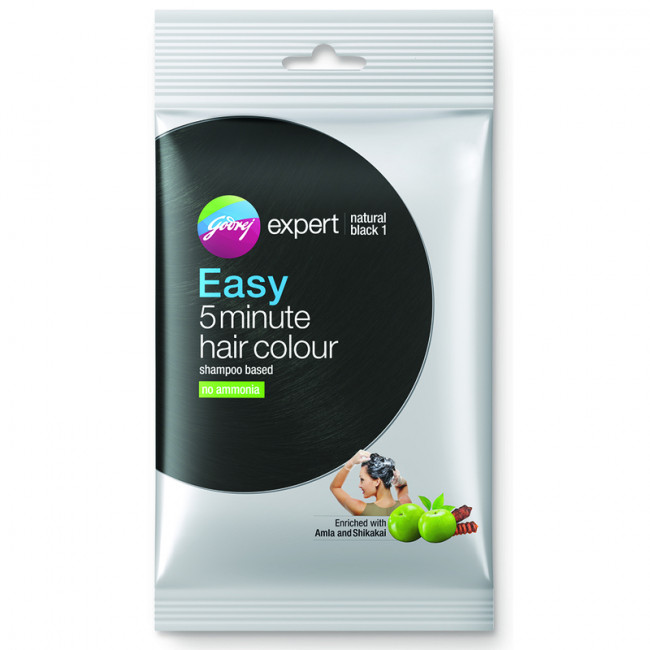 Godrej
expert
natural
black 1
Easy
5 minute
hair colour
shampoo based
no ammonia
Enriched with
Amla and Shikakai